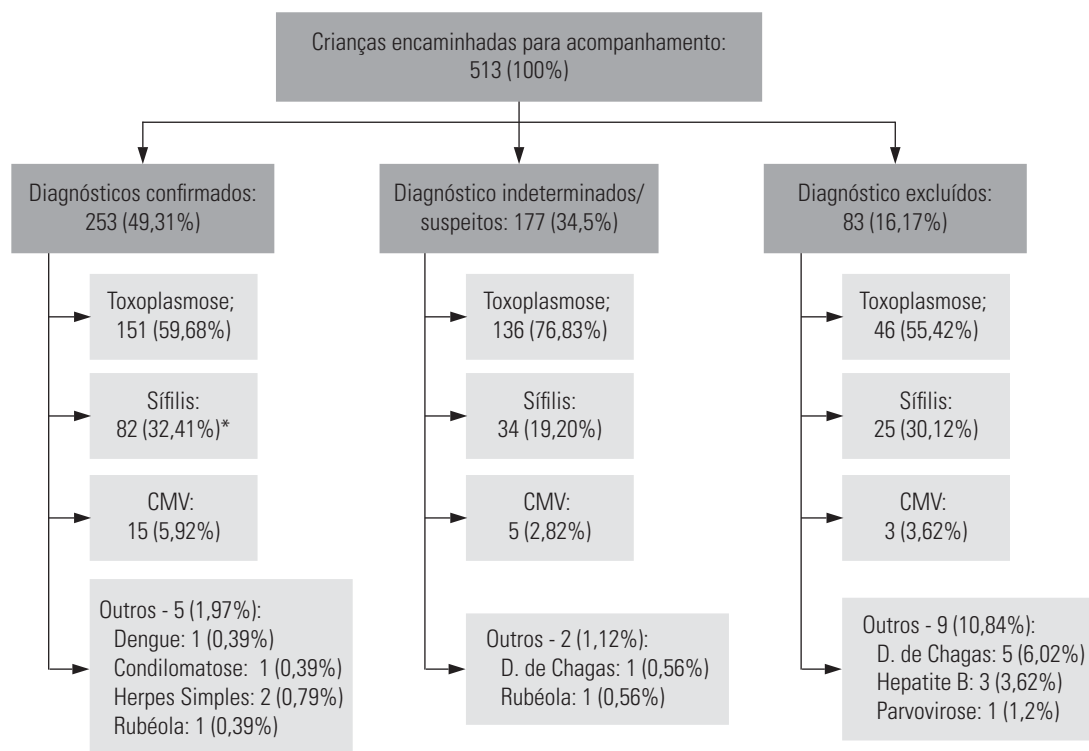 Crianças encaminhadas para acompanhamento:
513 (100%)
Diagnósticos confirmados:
253 (49,31%)
Toxoplasmose;
151 (59,68%)
Sífilis:
82 (32,41%)*
CMV:
15 (5,92%)
Outros - 5 (1,97%):
Dengue: 1 (0,39%)
Condilomatose: 1 (0,39%)
Herpes Simples: 2 (0,79%)
Rubéola: 1 (0,39%)
Diagnóstico indeterminados/
suspeitos: 177 (34,5%)
Toxoplasmose:
136 (76,83%)
Sífilis:
34 (19,20%)
CMV:
5 (2,82%)
Outros - 2 (1,12%):
D. de Chagas: 1 (0,56%)
Rubéola: 1 (0,56%)
Diagnóstico excluídos:
83 (16,17%)
Toxoplasmose;
46 (55,42%)
Sífilis:
25 (30,12%)
CMV:
3 (3,62%)
Outros - 9 (10,84%):
D. de Chagas: 5 (6,02%)
Hepatite B: 3 (3,62%)
Parvovirose: 1 (1,2%)